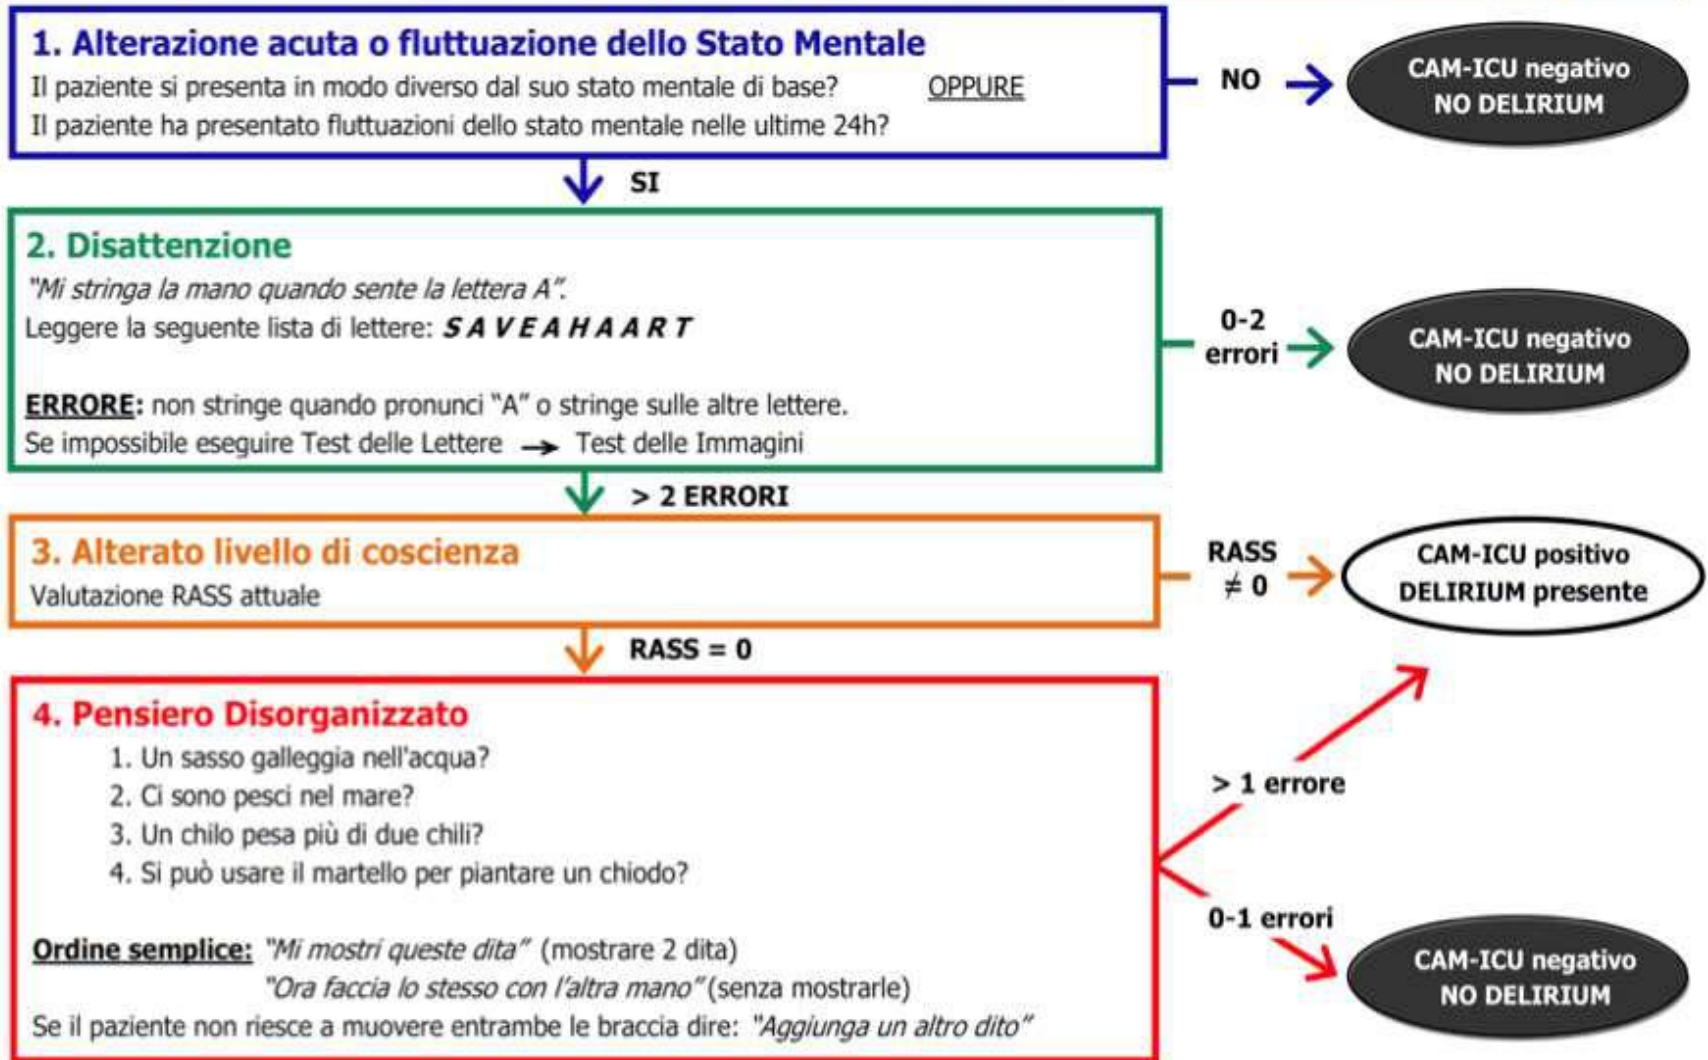 1. Alterazione acuta o fluttuazione dello Stato Mentale
Il paziente si presenta in modo diverso dal suo stato mentale di base? OPPURE
Il paziente ha presentato fluttuazioni dello stato mentale nelle ultime 24h?
NO
CAM-ICU negativo
NO DELIRIUM
SI
2. Disattenzione
"Mi stringa la mano quando sente la lettera A".
Leggere la seguente lista di lettere: S A V E A H A A R T
ERRORE: non stringe quando pronunci "A" o stringe sulle altre lettere.
Se impossibile eseguire Test delle Lettere → Test delle Immagini
0-2
errori
CAM-ICU negativo
NO DELIRIUM
> 2 ERRORI
3. Alterato livello di coscienza
Valutazione RASS attuale
RASS
≠ 0
CAM-ICU positivo
DELIRIUM presente
RASS = 0
4. Pensiero Disorganizzato
1. Un sasso galleggia nell'acqua?
2. Ci sono pesci nel mare?
3. Un chilo pesa più di due chili?
4. Si può usare il martello per piantare un chiodo?
Ordine semplice: "Mi mostri queste dita" (mostrare 2 dita)
"Ora faccia lo stesso con l'altra mano" (senza mostrarle)
Se il paziente non riesce a muovere entrambe le braccia dire: "Aggiunga un altro dito"
> 1 errore
0-1 errori
CAM-ICU negativo
NO DELIRIUM